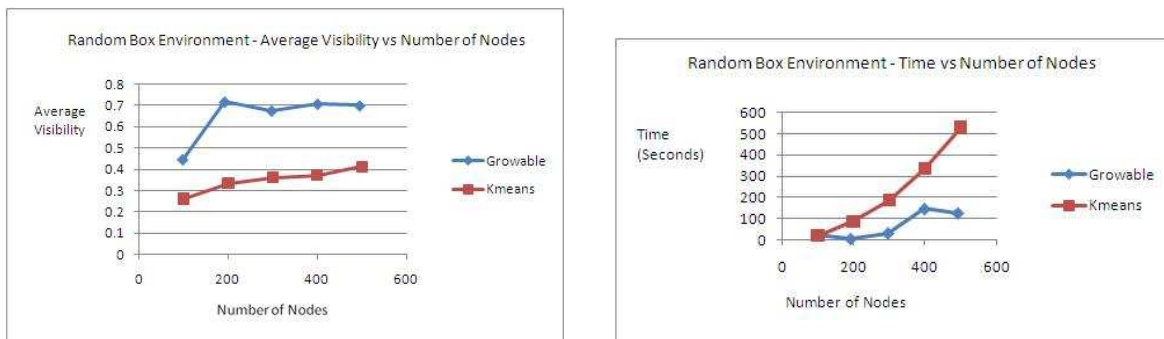 Random Box Environment - Average Visibility vs Number of Nodes
Average
Visibility
0.8
0.7
0.6
0.5
0.4
0.3
0.2
0.1
0
0
200
400
600
Number of Nodes
Growable
Kmeans
Random Box Environment - Time vs Number of Nodes
Time
(Seconds)
600
500
400
300
200
100
0
0
200
400
600
Number of Nodes
Growable
Kmeans